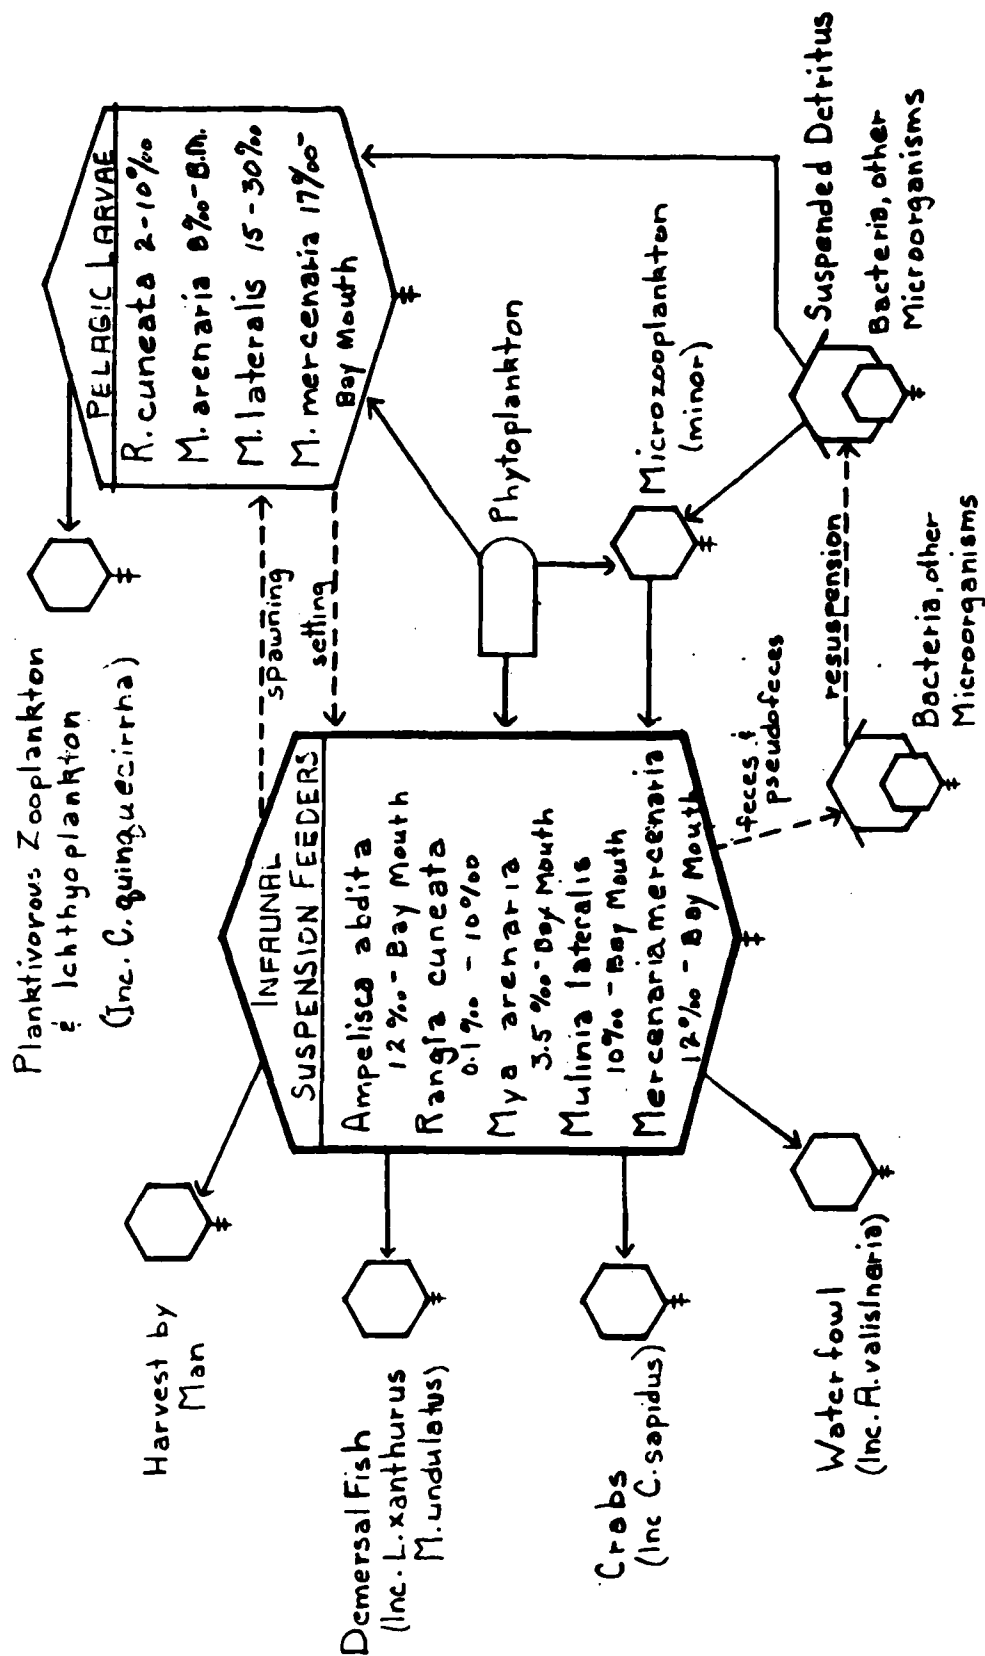 Planktivorous Zooplankton
& Ichthyoplankton
(Inc. C. quinquecirrha)
PELAGIC LARVAE
R. cuneata 2-10‰
M. arenaria 8‰-B.M.
M. lateralis 15-30‰
M. mercenaria 17‰-
Bay Mouth
Harvest by
Man
spawning
setting
INFAUNAL
SUSPENSION FEEDERS
Ampelisca abdita
12‰-Bay Mouth
Rangia cuneata
0.1‰-10‰
Mya arenaria
3.5‰-Bay Mouth
Mulinia lateralis
10‰-Bay Mouth
Mercenaria mercenaria
12‰-Bay Mouth
Phytoplankton
Microzooplankton
(minor)
Demersal Fish
(Inc. L. xanthurus
M. undulatus)
Crabs
(Inc C. sapidus)
Water fowl
(Inc. A. valisineria)
feces &
pseudofeces
resuspension
Suspended Detritus
Bacteria, other
Microorganisms
Bacteria, other
Microorganisms